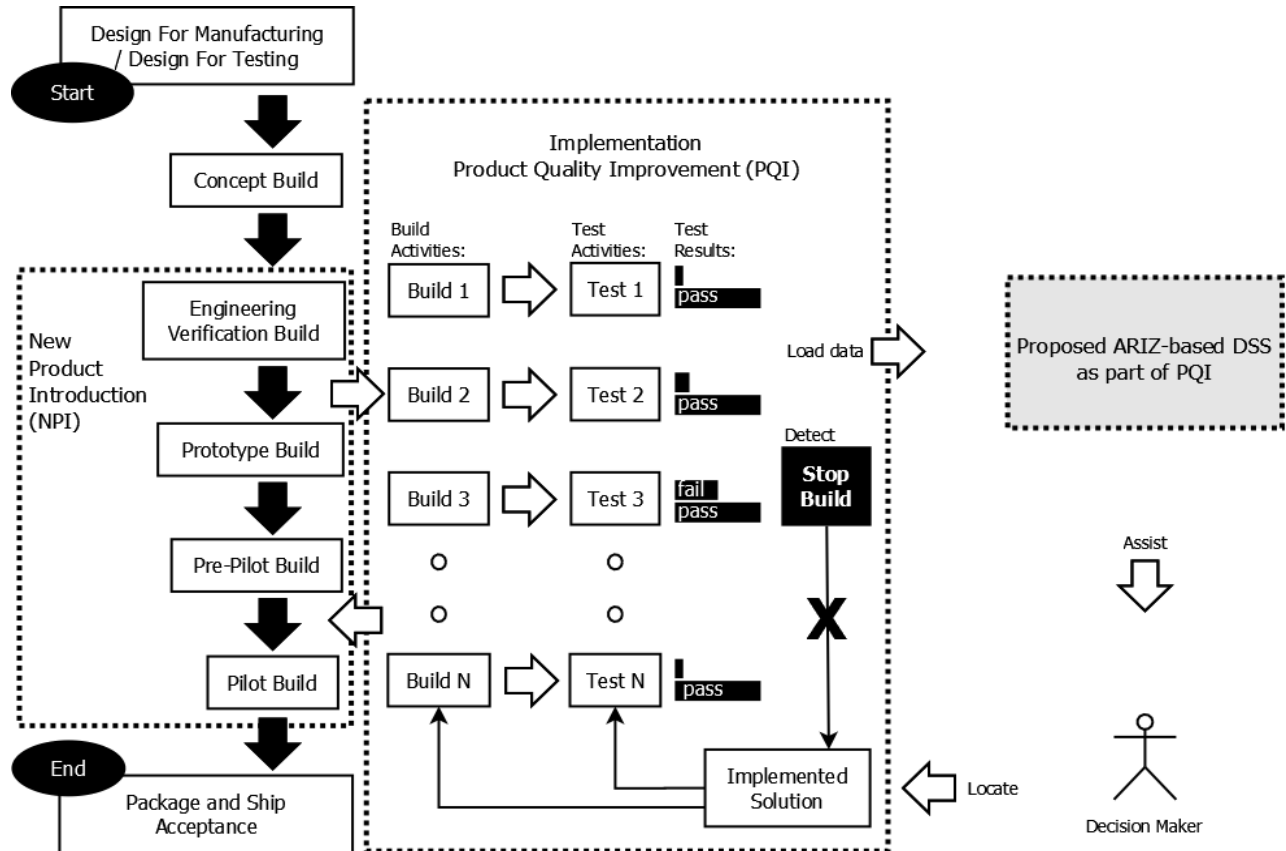 Design For Manufacturing
/ Design For Testing
Start
Concept Build
New
Product
Introduction
(NPI)
Engineering
Verification Build
Prototype Build
Pre-Pilot Build
Pilot Build
End
Package and Ship
Acceptance
Implementation
Product Quality Improvement (PQI)
Build
Activities:
Test
Activities:
Test
Results:
Build 1
Test 1
pass
Build 2
Test 2
pass
Build 3
Test 3
fail
pass
Build N
Test N
pass
Load data
Detect
Stop
Build
X
Implemented
Solution
Proposed ARIZ-based DSS
as part of PQI
Assist
Locate
Decision Maker